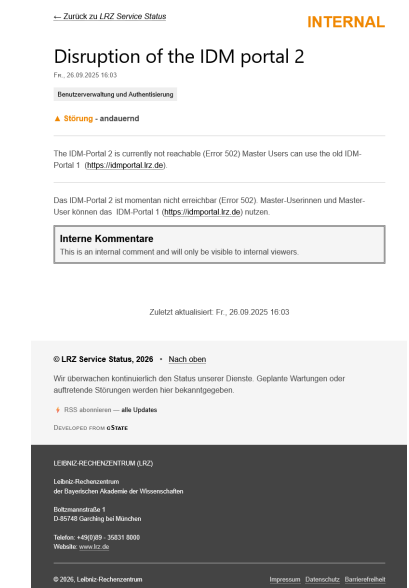 ← Zurück zu LRZ Service Status
INTERNAL
Disruption of the IDM portal 2
Fr., 26.09.2025 16:03
Benutzerverwaltung und Authentisierung
▲ Störung - andauernd
The IDM-Portal 2 is currently not reachable (Error 502) Master Users can use the old IDM-
Portal 1 (https://idmportal.lrz.de).
Das IDM-Portal 2 ist momentan nicht erreichbar (Error 502). Master-Userinnen und Master-
User können das IDM-Portal 1 (https://idmportal.lrz.de) nutzen.
Interne Kommentare
This is an internal comment and will only be visible to internal viewers.
Zuletzt aktualisiert: Fr., 26.09.2025 16:03
© LRZ Service Status, 2026 • Nach oben
Wir überwachen kontinuierlich den Status unserer Dienste. Geplante Wartungen oder
auftretende Störungen werden hier bekanntgegeben.
RSS abonnieren — alle Updates
Developed from cState
LEIBNIZ-RECHENZENTRUM (LRZ)
Leibniz-Rechenzentrum
der Bayerischen Akademie der Wissenschaften
Boltzmannstraße 1
D-85748 Garching bei München
Telefon: +49(0)89 - 35831 8000
Website: www.lrz.de
© 2026, Leibniz-Rechenzentrum
Impressum Datenschutz Barrierefreiheit